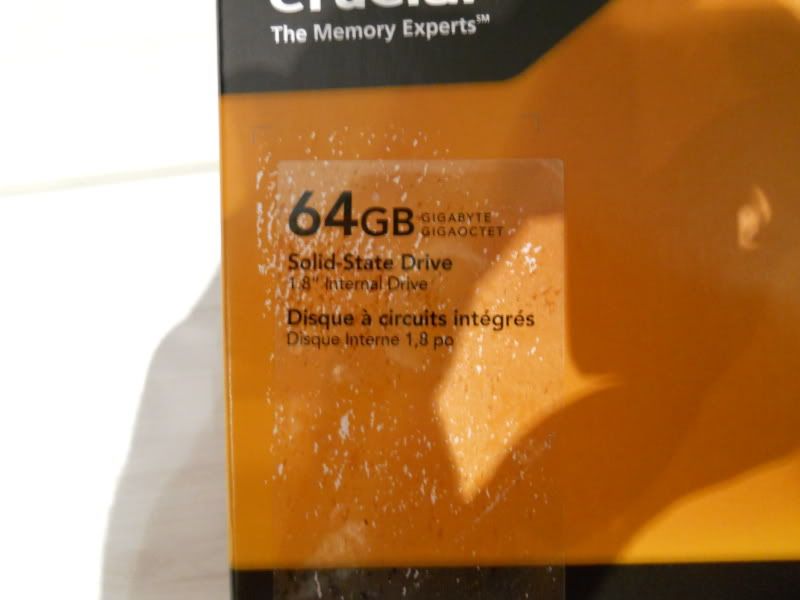 Crucial
The Memory Experts℠
64GB GIGABYTE
GIGAOCTET
Solid-State Drive
1.8" Internal Drive
Disque à circuits intégrés
Disque Interne 1,8 po